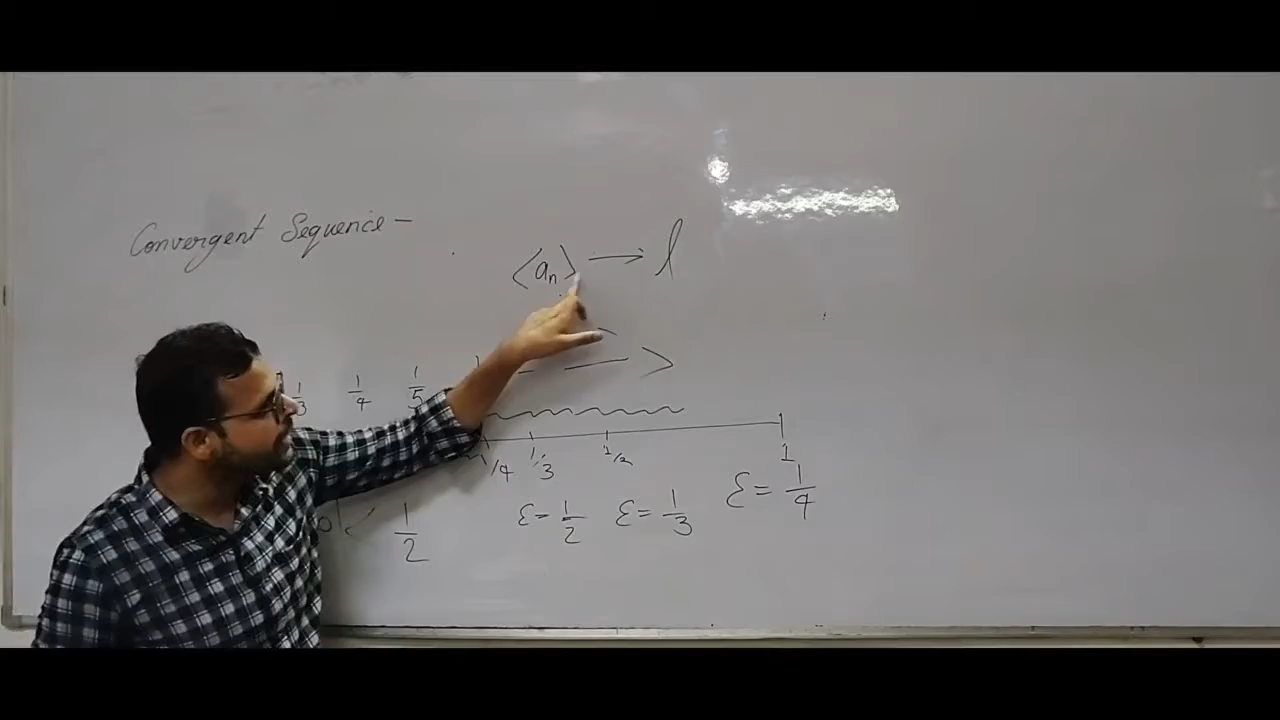 Convergent Sequence -
⟨aₙ⟩ → l
1/3 1/4 1/5 — >
1/4 1/3 1/2 1
0 1/2 ε = 1/2 ε = 1/3 ε = 1/4